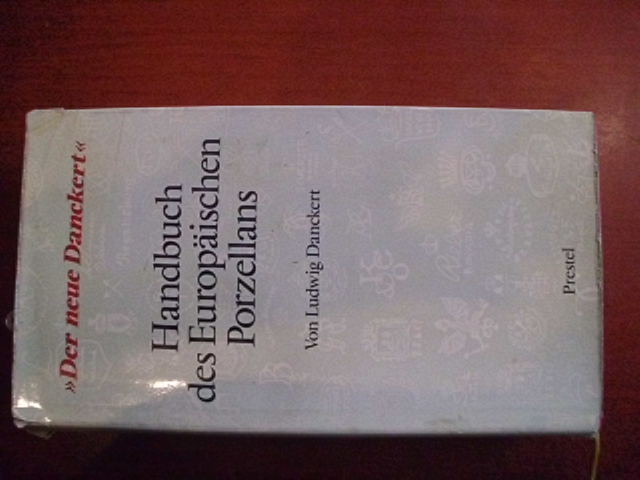 »Der neue Danckert«
Handbuch
des Europäischen
Porzellans
Von Ludwig Danckert
Prestel